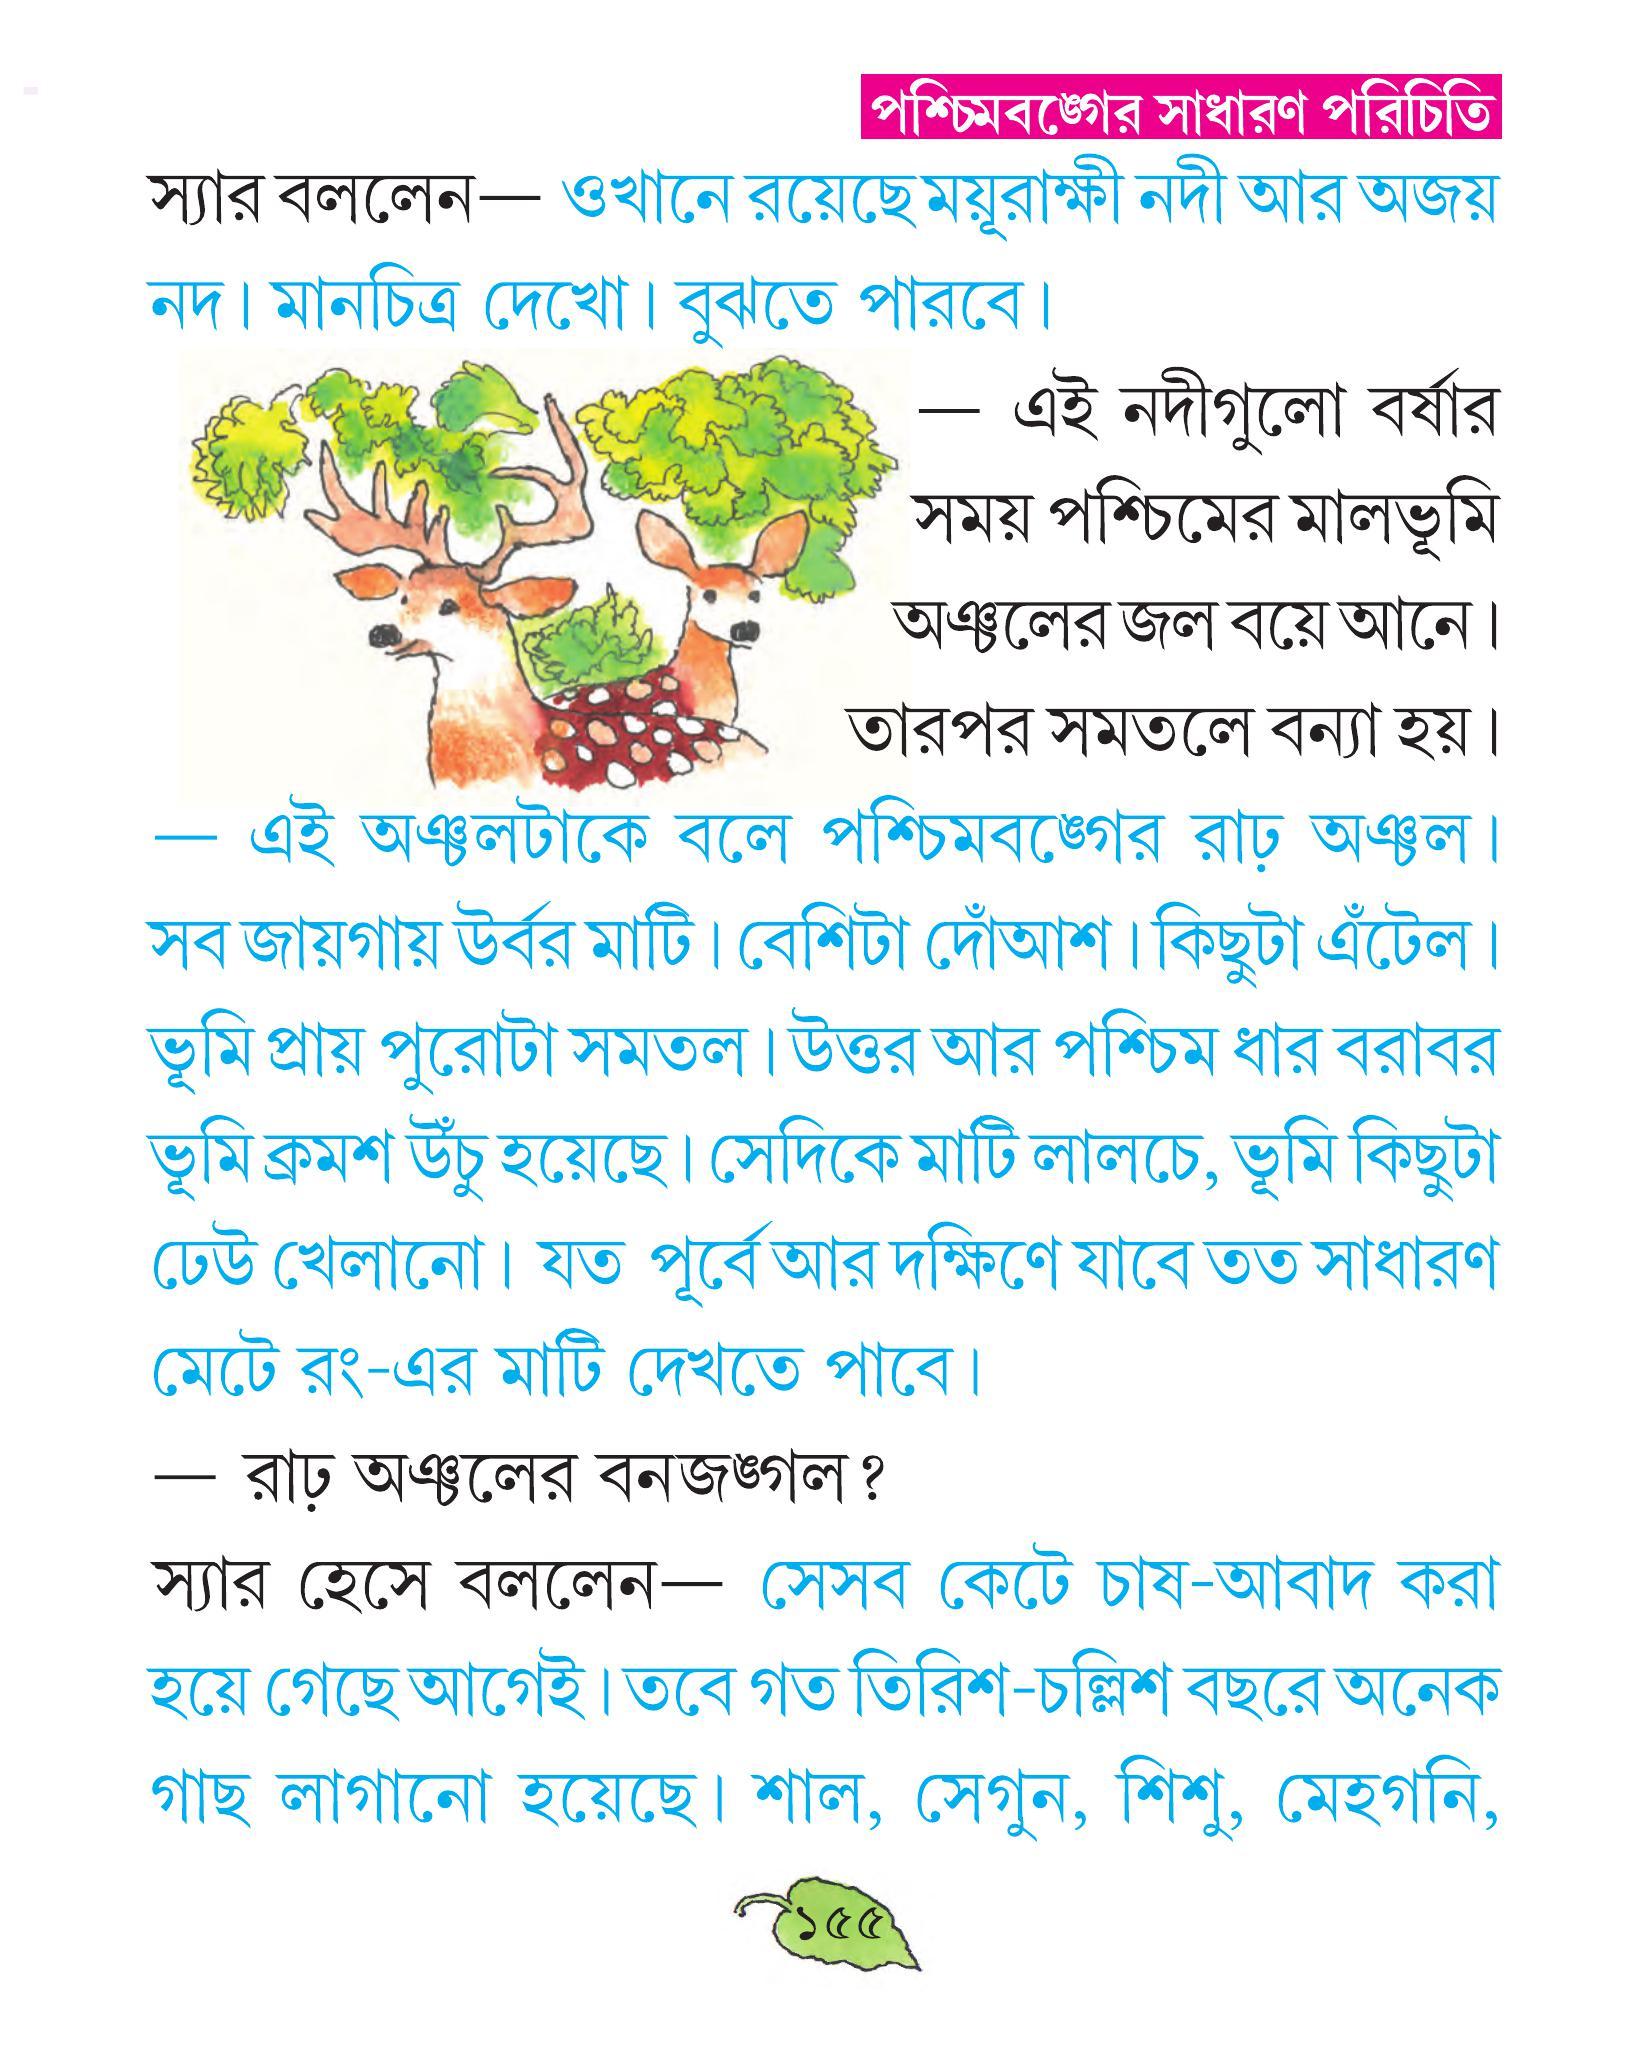 পশ্চিমবঙ্গের সাধারণ পরিচিতি
স্যার বললেন— ওখানে রয়েছে ময়ূরাক্ষী নদী আর অজয়
নদ। মানচিত্র দেখো। বুঝতে পারবে।
— এই নদীগুলো বর্ষার
সময় পশ্চিমের মালভূমি
অঞ্চলের জল বয়ে আনে।
তারপর সমতলে বন্যা হয়।
— এই অঞ্চলটাকে বলে পশ্চিমবঙ্গের রাঢ় অঞ্চল।
সব জায়গায় উর্বর মাটি। বেশিটা দোঁআশ। কিছুটা এঁটেল।
ভূমি প্রায় পুরোটা সমতল। উত্তর আর পশ্চিম ধার বরাবর
ভূমি ক্রমশ উঁচু হয়েছে। সেদিকে মাটি লালচে, ভূমি কিছুটা
ঢেউ খেলানো। যত পূর্বে আর দক্ষিণে যাবে তত সাধারণ
মেটে রং-এর মাটি দেখতে পাবে।
— রাঢ় অঞ্চলের বনজঙ্গল?
স্যার হেসে বললেন— সেসব কেটে চাষ-আবাদ করা
হয়ে গেছে আগেই। তবে গত তিরিশ-চল্লিশ বছরে অনেক
গাছ লাগানো হয়েছে। শাল, সেগুন, শিশু, মেহগনি,
১৫৫